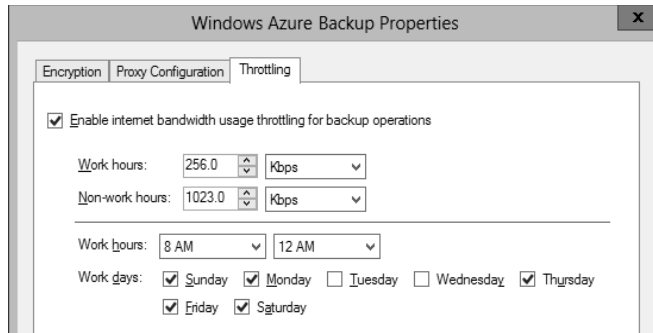 Windows Azure Backup Properties
x
Encryption Proxy Configuration Throttling
Enable internet bandwidth usage throttling for backup operations
Work hours: 256.0 Kbps
Non-work hours: 1023.0 Kbps
Work hours: 8 AM 12 AM
Work days: Sunday Monday Tuesday Wednesday Thursday
Friday Saturday